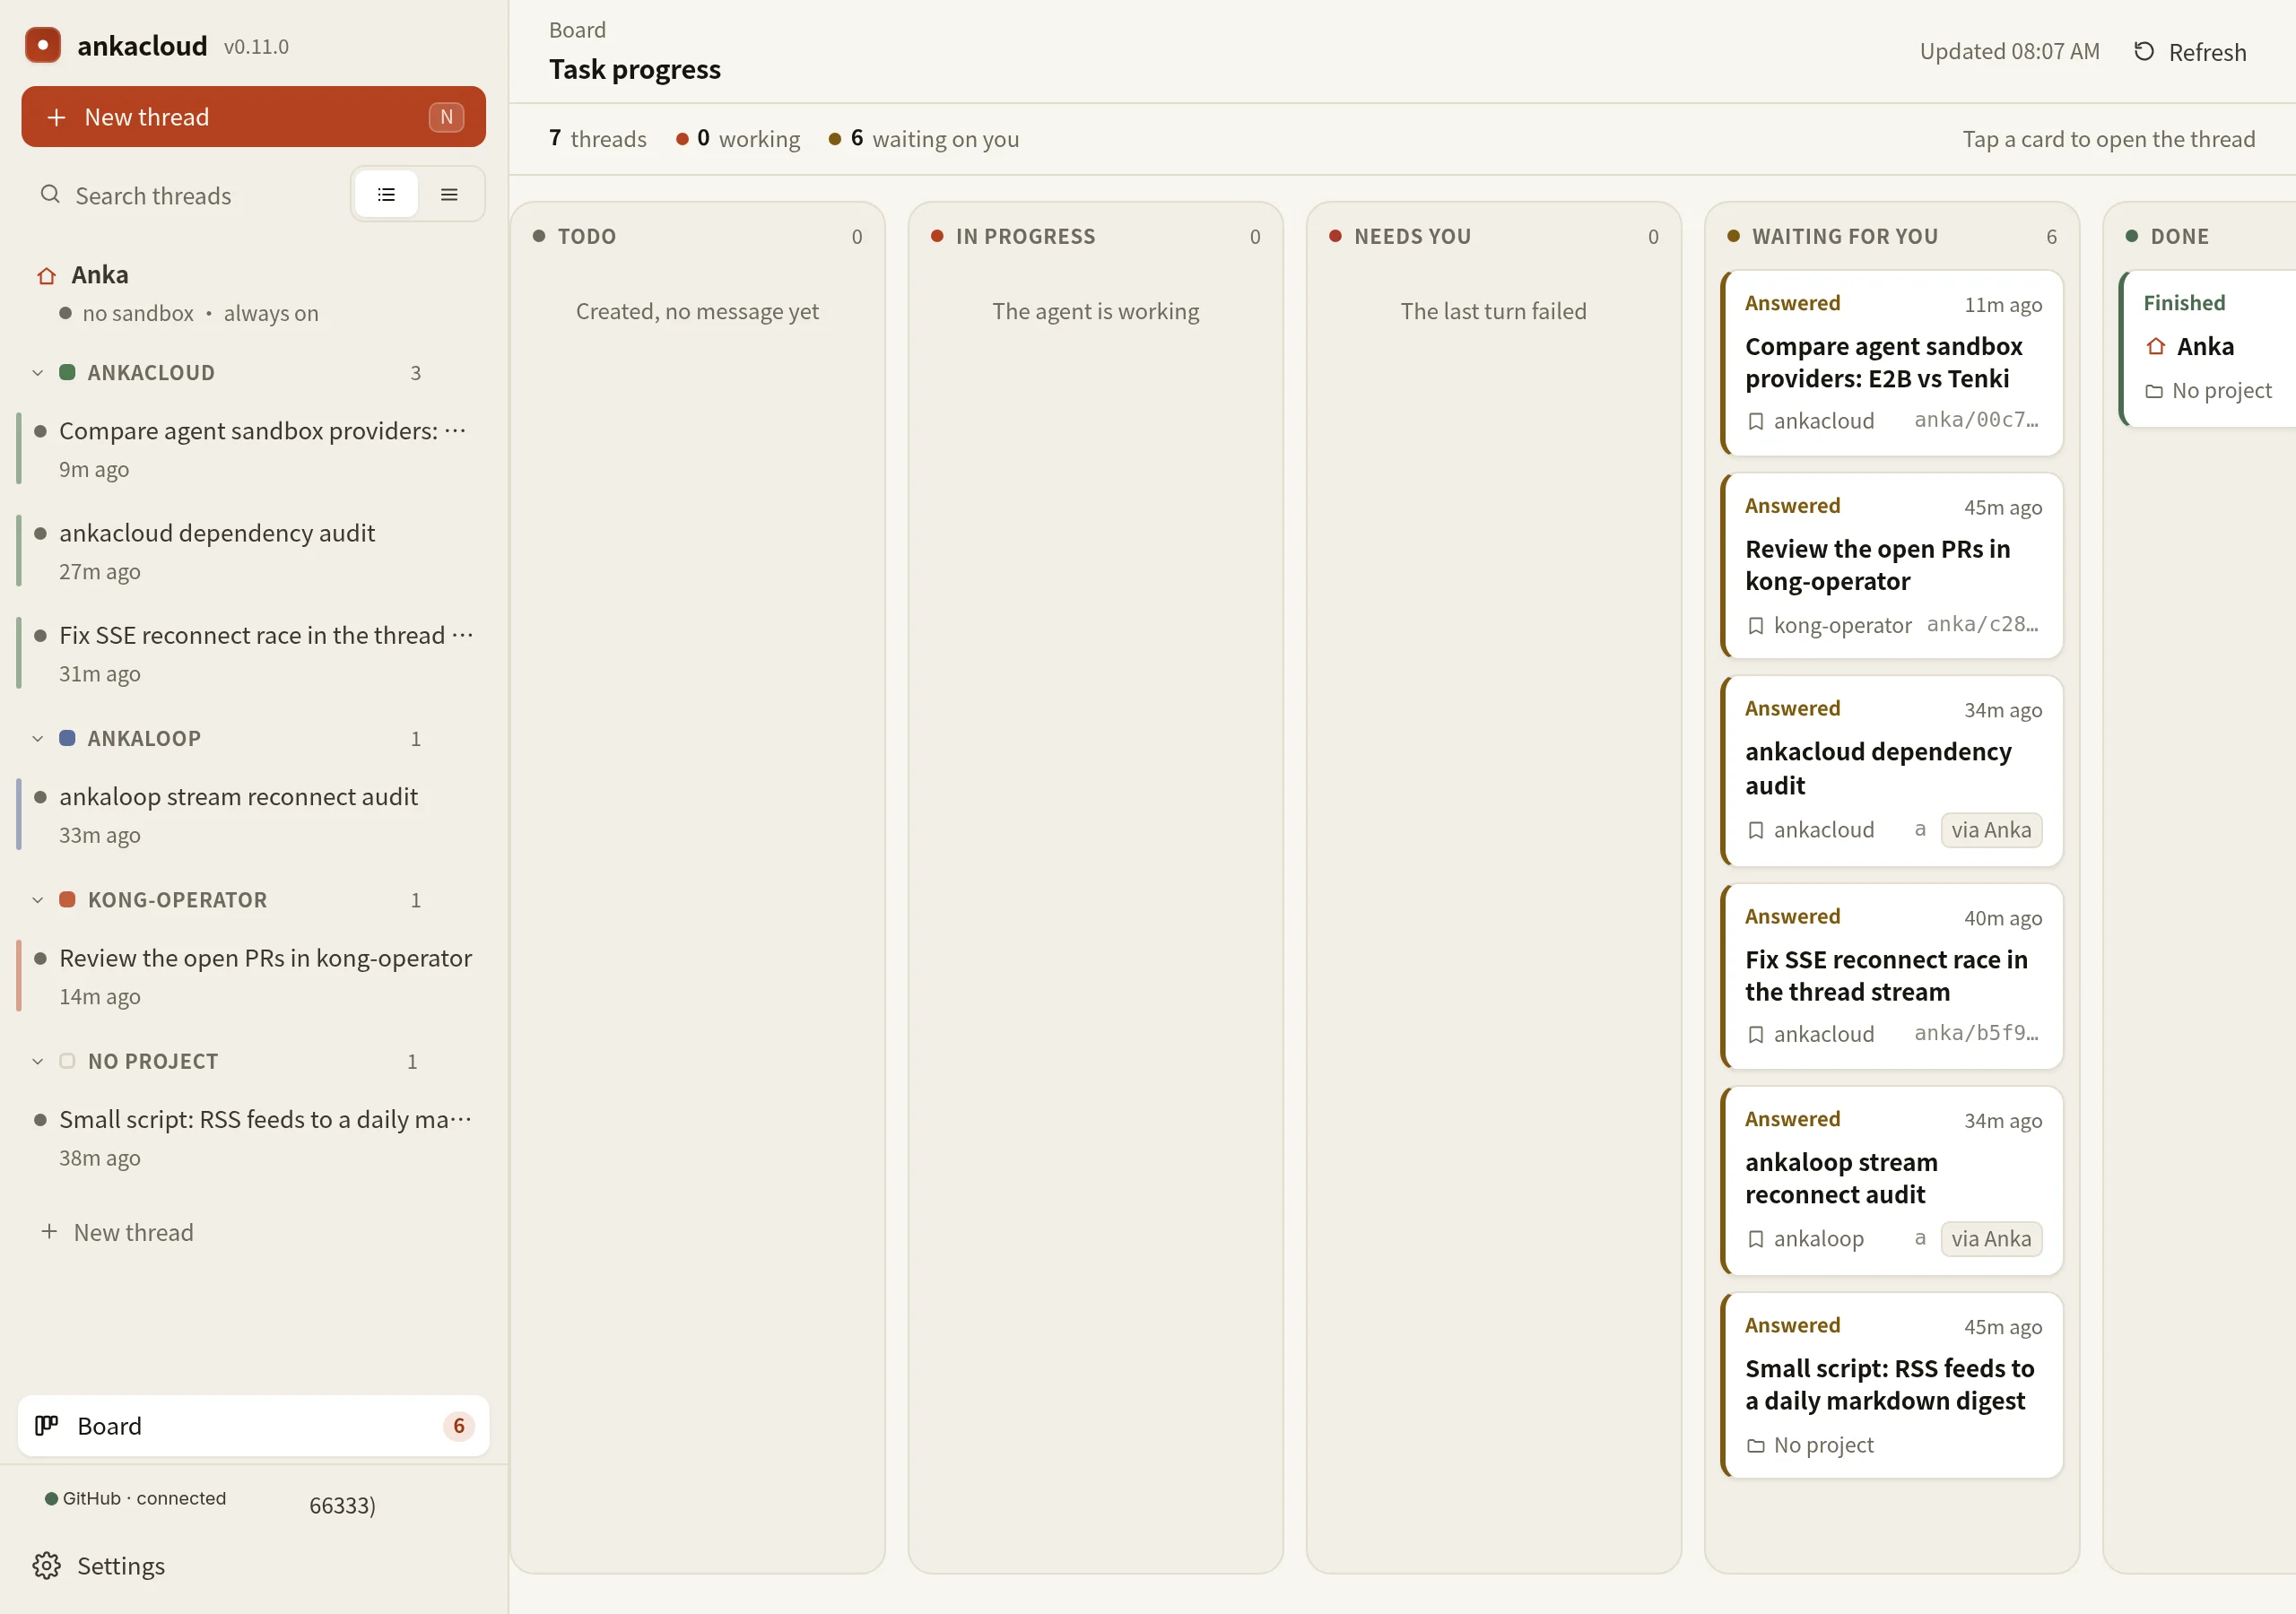 ankacloud v0.11.0
+ New thread N
Search threads
Anka
no sandbox • always on
ANKACLOUD 3
Compare agent sandbox providers: ···
9m ago
ankacloud dependency audit
27m ago
Fix SSE reconnect race in the thread ···
31m ago
ANKALOOP 1
ankaloop stream reconnect audit
33m ago
KONG-OPERATOR 1
Review the open PRs in kong-operator
14m ago
NO PROJECT 1
Small script: RSS feeds to a daily ma···
38m ago
+ New thread
Board 6
GitHub · connected
66333)
Settings
Board
Task progress
Updated 08:07 AM Refresh
7 threads 0 working 6 waiting on you
Tap a card to open the thread
TODO 0
Created, no message yet
IN PROGRESS 0
The agent is working
NEEDS YOU 0
The last turn failed
WAITING FOR YOU 6
Answered 11m ago
Compare agent sandbox
providers: E2B vs Tenki
ankacloud anka/00c7…
Answered 45m ago
Review the open PRs in
kong-operator
kong-operator anka/c28…
Answered 34m ago
ankacloud dependency
audit
ankacloud a via Anka
Answered 40m ago
Fix SSE reconnect race in
the thread stream
ankacloud anka/b5f9…
Answered 34m ago
ankaloop stream
reconnect audit
ankaloop a via Anka
Answered 45m ago
Small script: RSS feeds to
a daily markdown digest
No project
DONE
Finished
Anka
No project